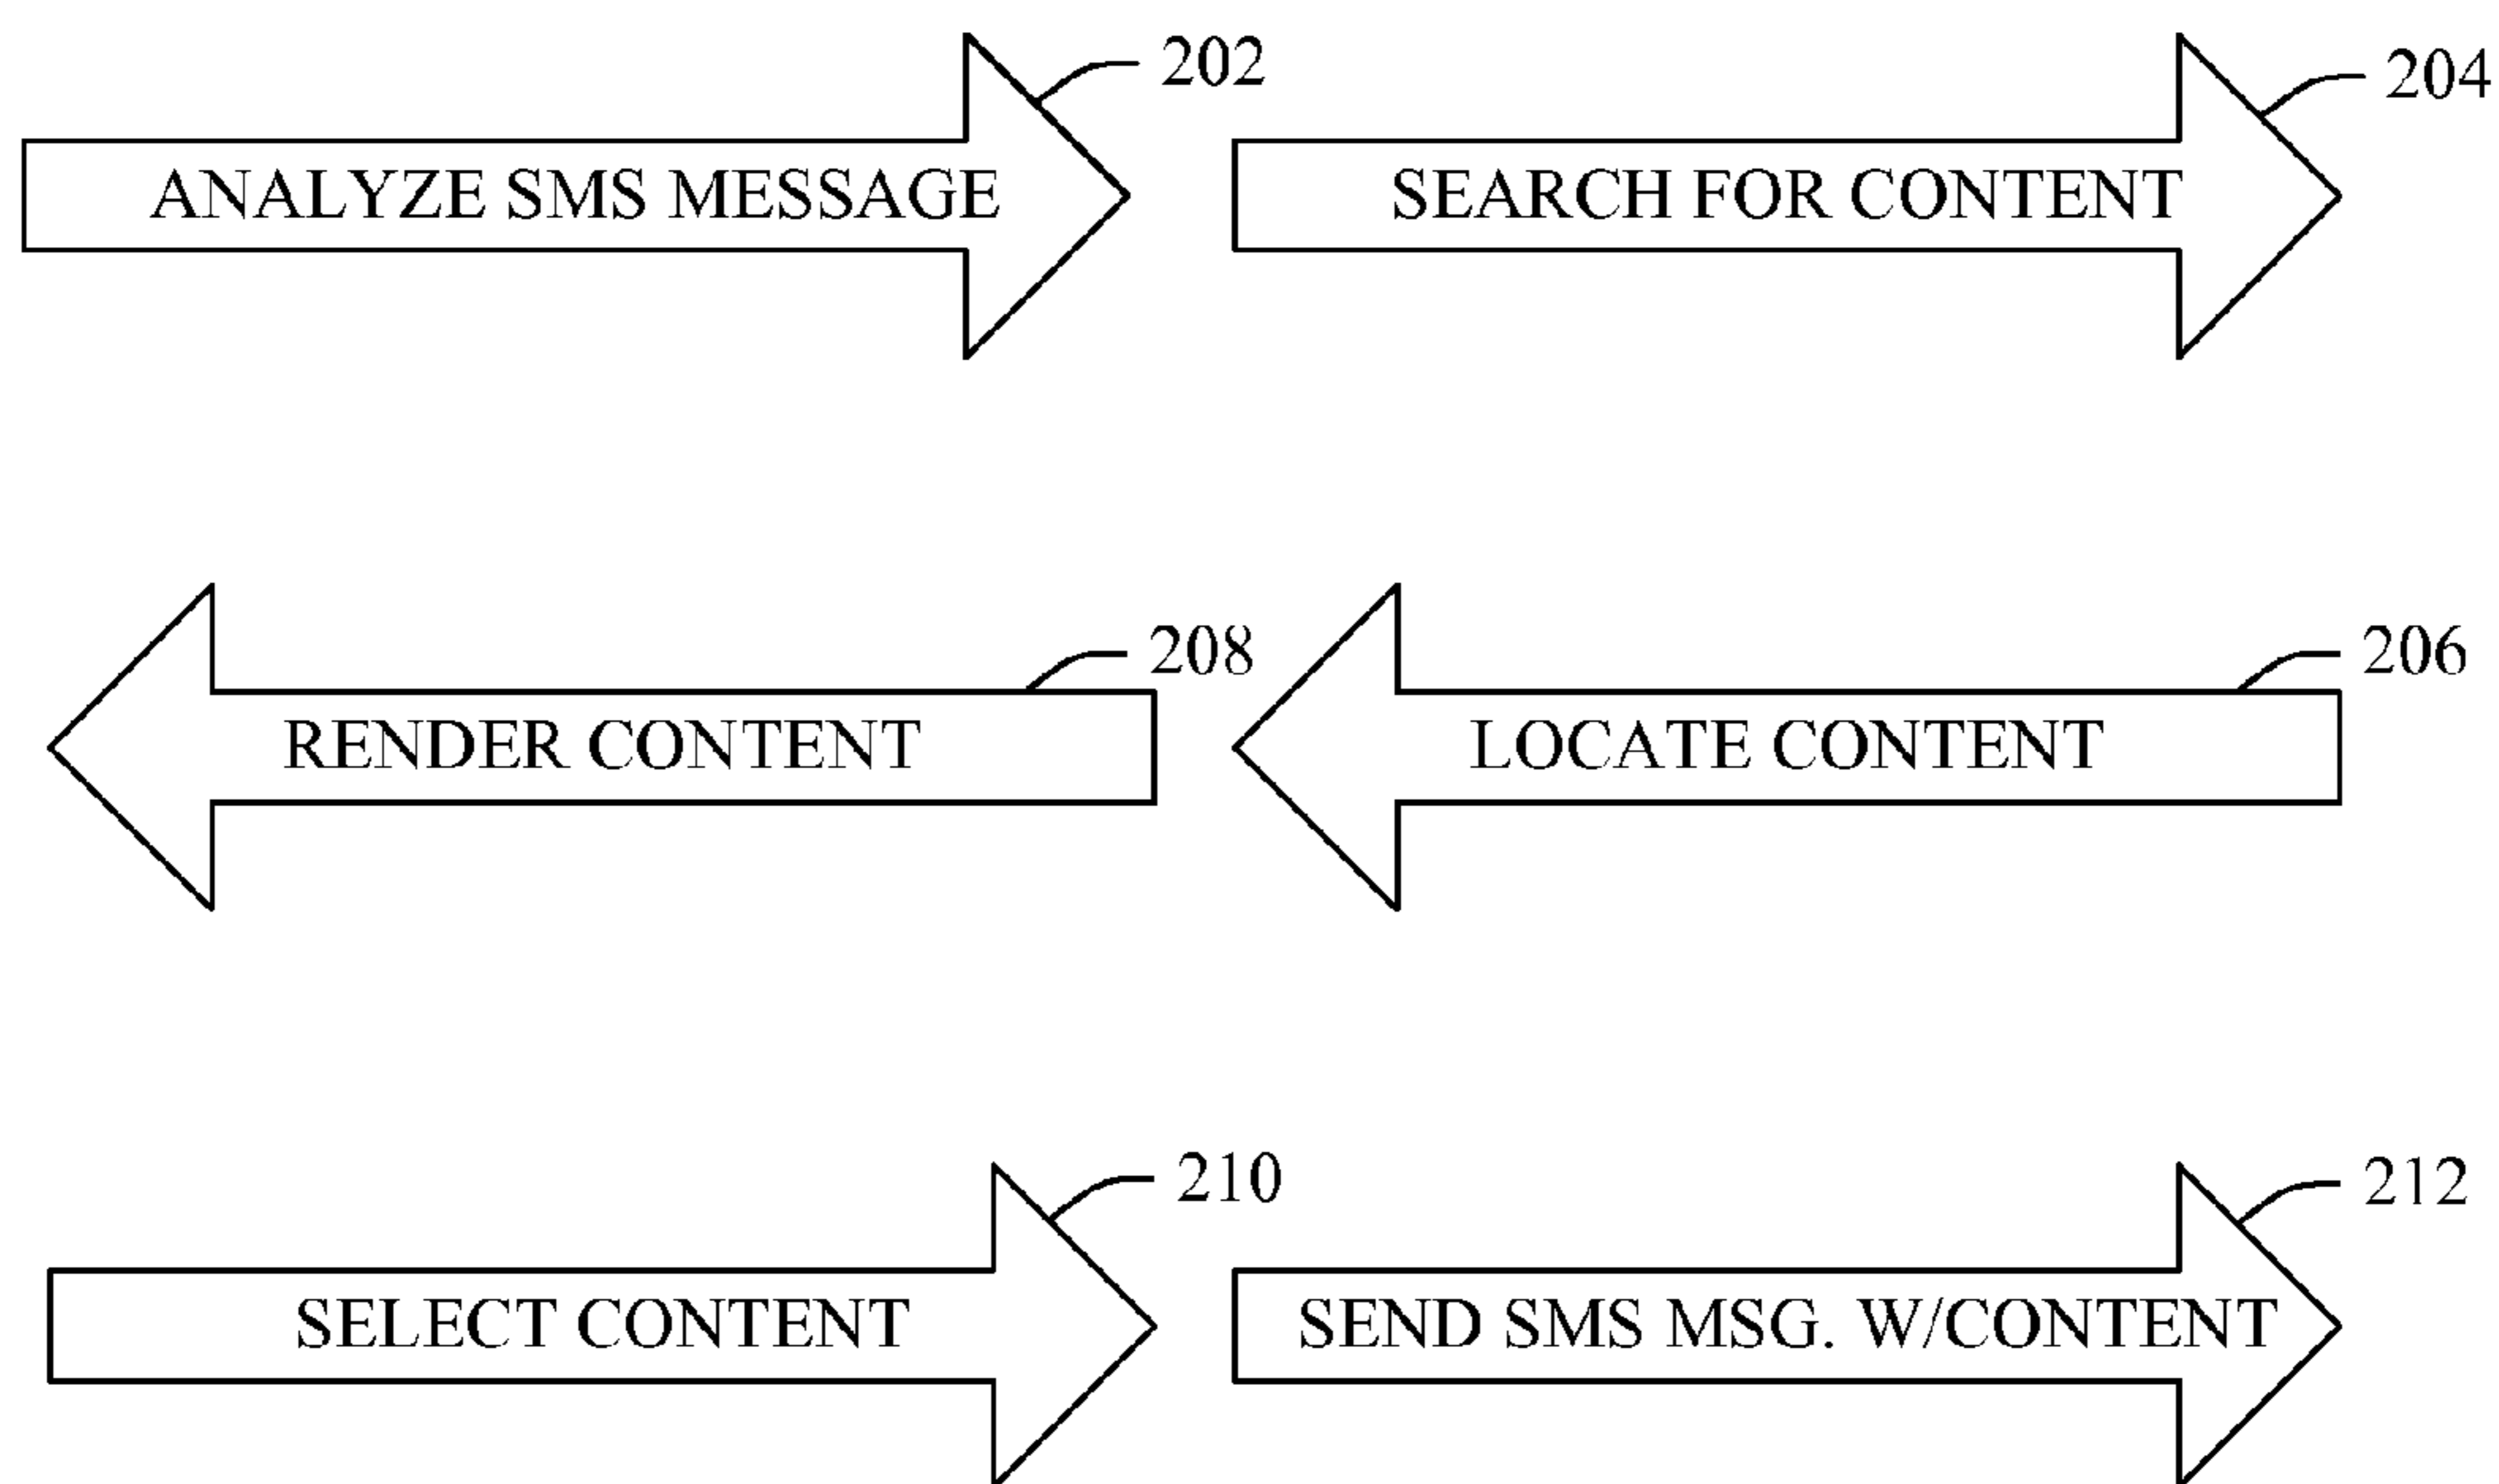 202
204
ANALYZE SMS MESSAGE
SEARCH FOR CONTENT
208
206
RENDER CONTENT
LOCATE CONTENT
210
212
SELECT CONTENT
SEND SMS MSG. W/CONTENT